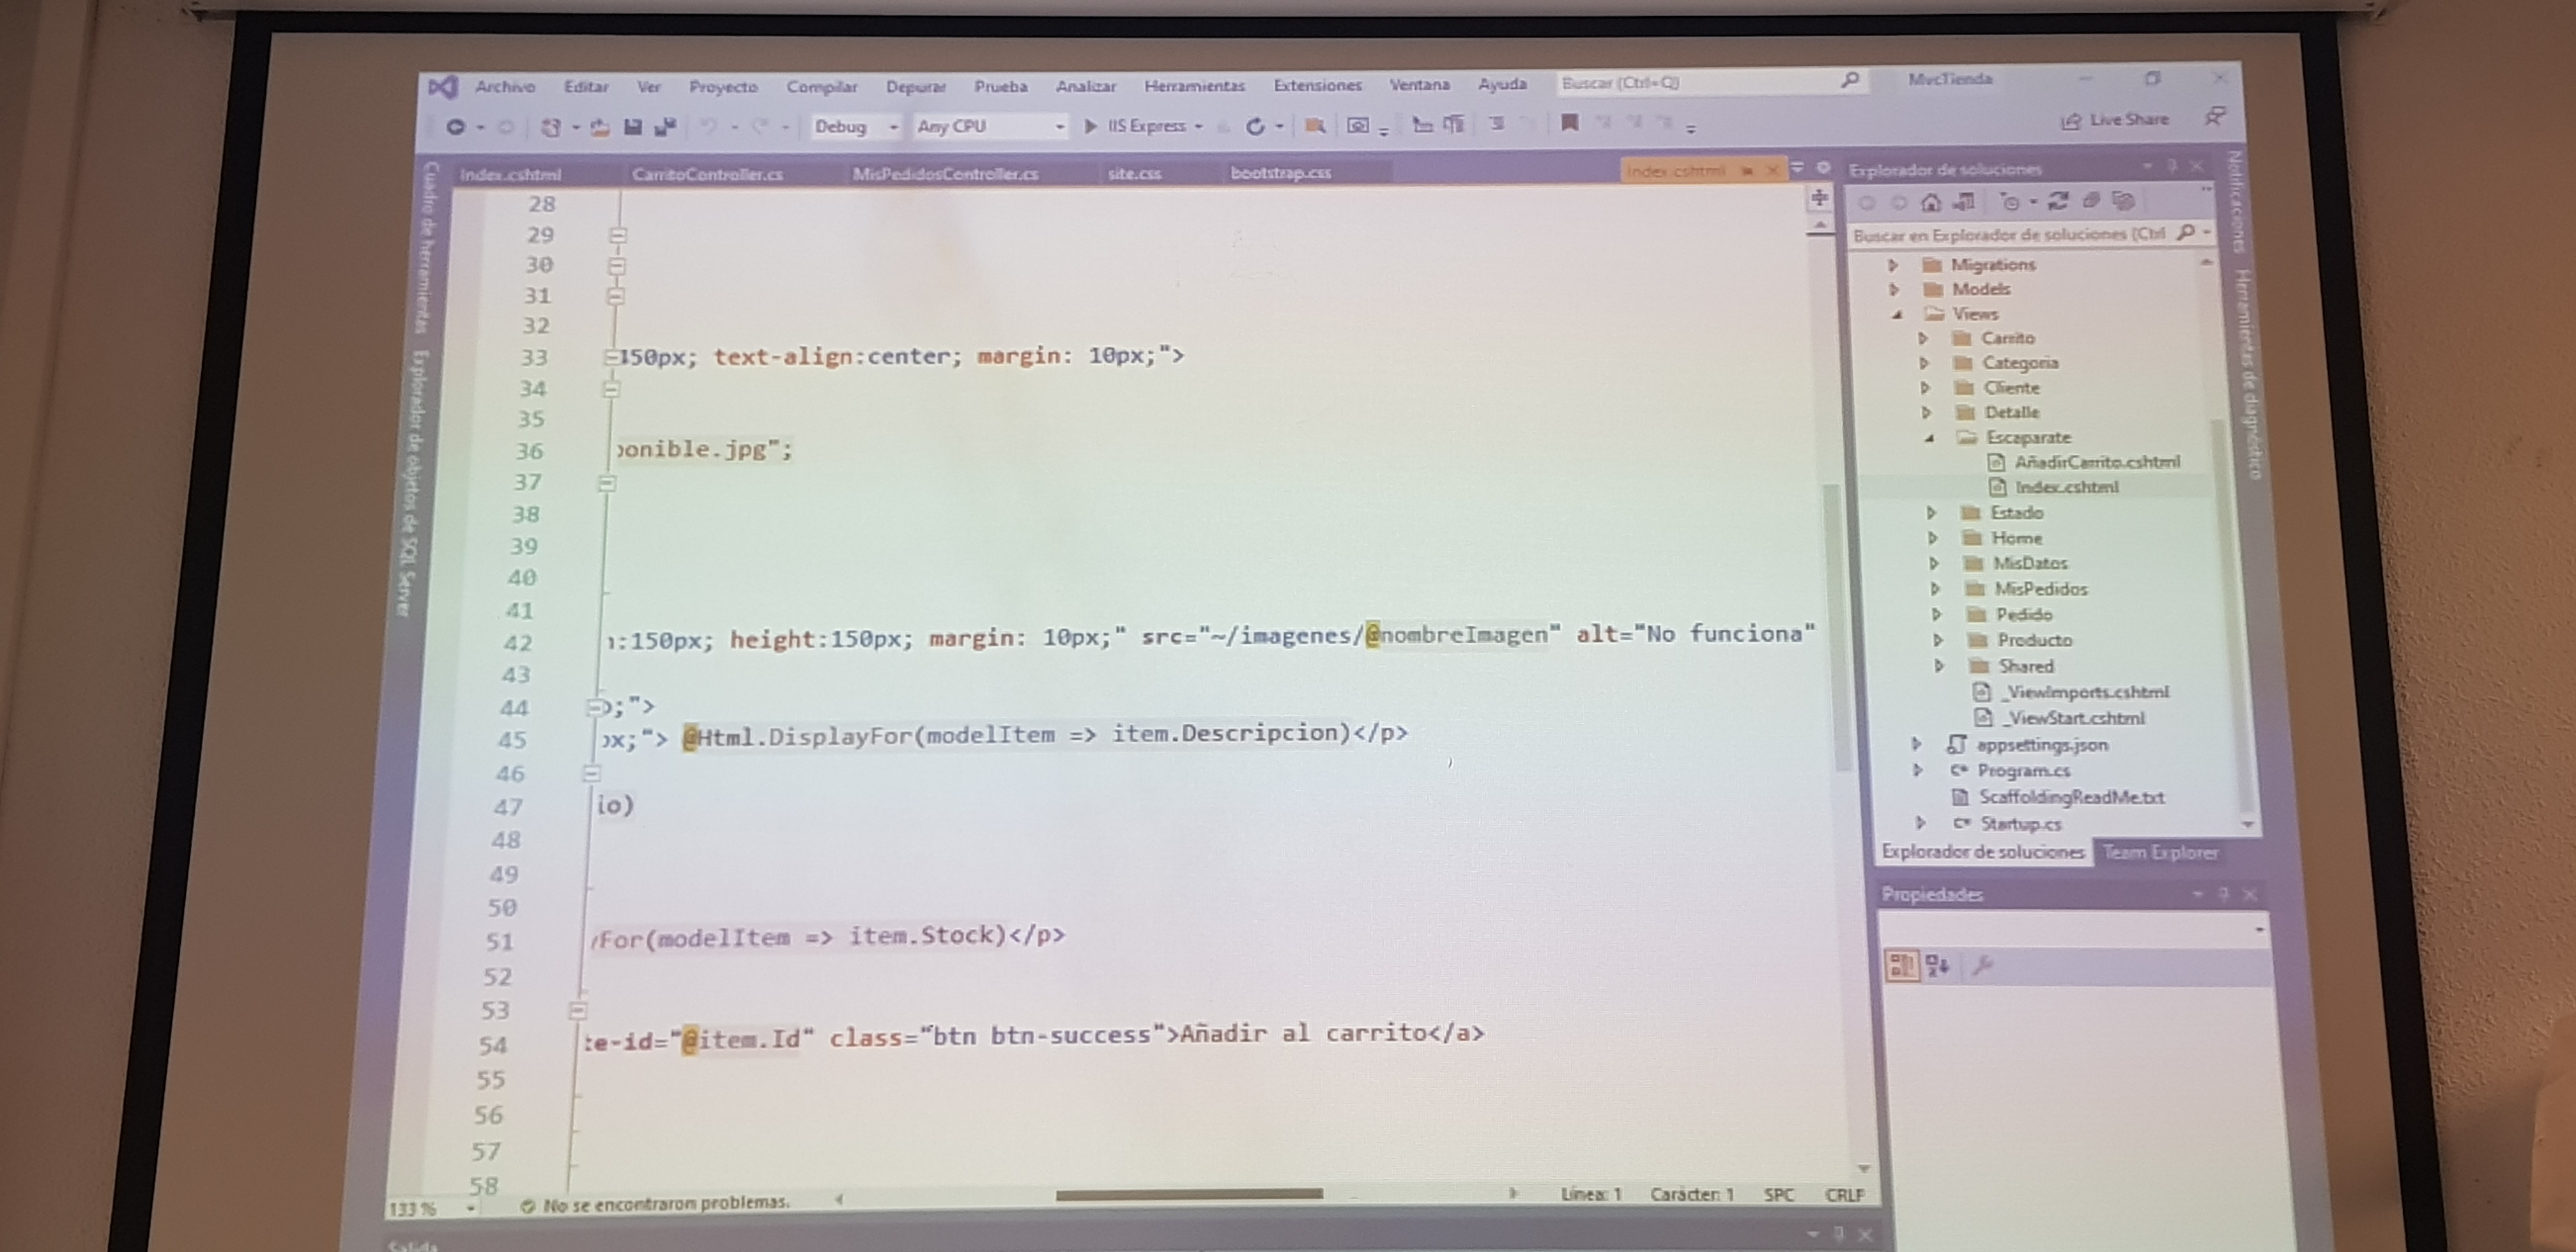 Archivo Editar Ver Proyecto Compilar Depurar Prueba Analizar Herramientas Extensiones Ventana Ayuda Buscar (Ctrl+Q) MvcTienda
Debug Any CPU IIS Express Live Share
Index.cshtml CarritoController.cs MisPedidosController.cs site.css bootstrap.css Index.cshtml
Cuadro de herramientas Explorador de objetos de SQL Server
28
29
30
31
32
33 150px; text-align:center; margin: 10px;">
34
35
36 ponible.jpg";
37
38
39
40
41
42 :150px; height:150px; margin: 10px;" src="~/imagenes/@nombreImagen" alt="No funciona"
43
44 ;">
45 x;"> @Html.DisplayFor(modelItem => item.Descripcion)</p>
46
47 io)
48
49
50
51 For(modelItem => item.Stock)</p>
52
53
54 te-id="@item.Id" class="btn btn-success">Añadir al carrito</a>
55
56
57
58
133 % No se encontraron problemas. Línea: 1 Carácter: 1 SPC CRLF
Salida
Explorador de soluciones
Buscar en Explorador de soluciones (Ctrl
Migrations
Models
Views
Carrito
Categoria
Cliente
Detalle
Escaparate
AñadirCarrito.cshtml
Index.cshtml
Estado
Home
MisDatos
MisPedidos
Pedido
Producto
Shared
_ViewImports.cshtml
_ViewStart.cshtml
appsettings.json
C# Program.cs
ScaffoldingReadMe.txt
C# Startup.cs
Explorador de soluciones Team Explorer
Propiedades
Notificaciones Herramientas de diagnóstico